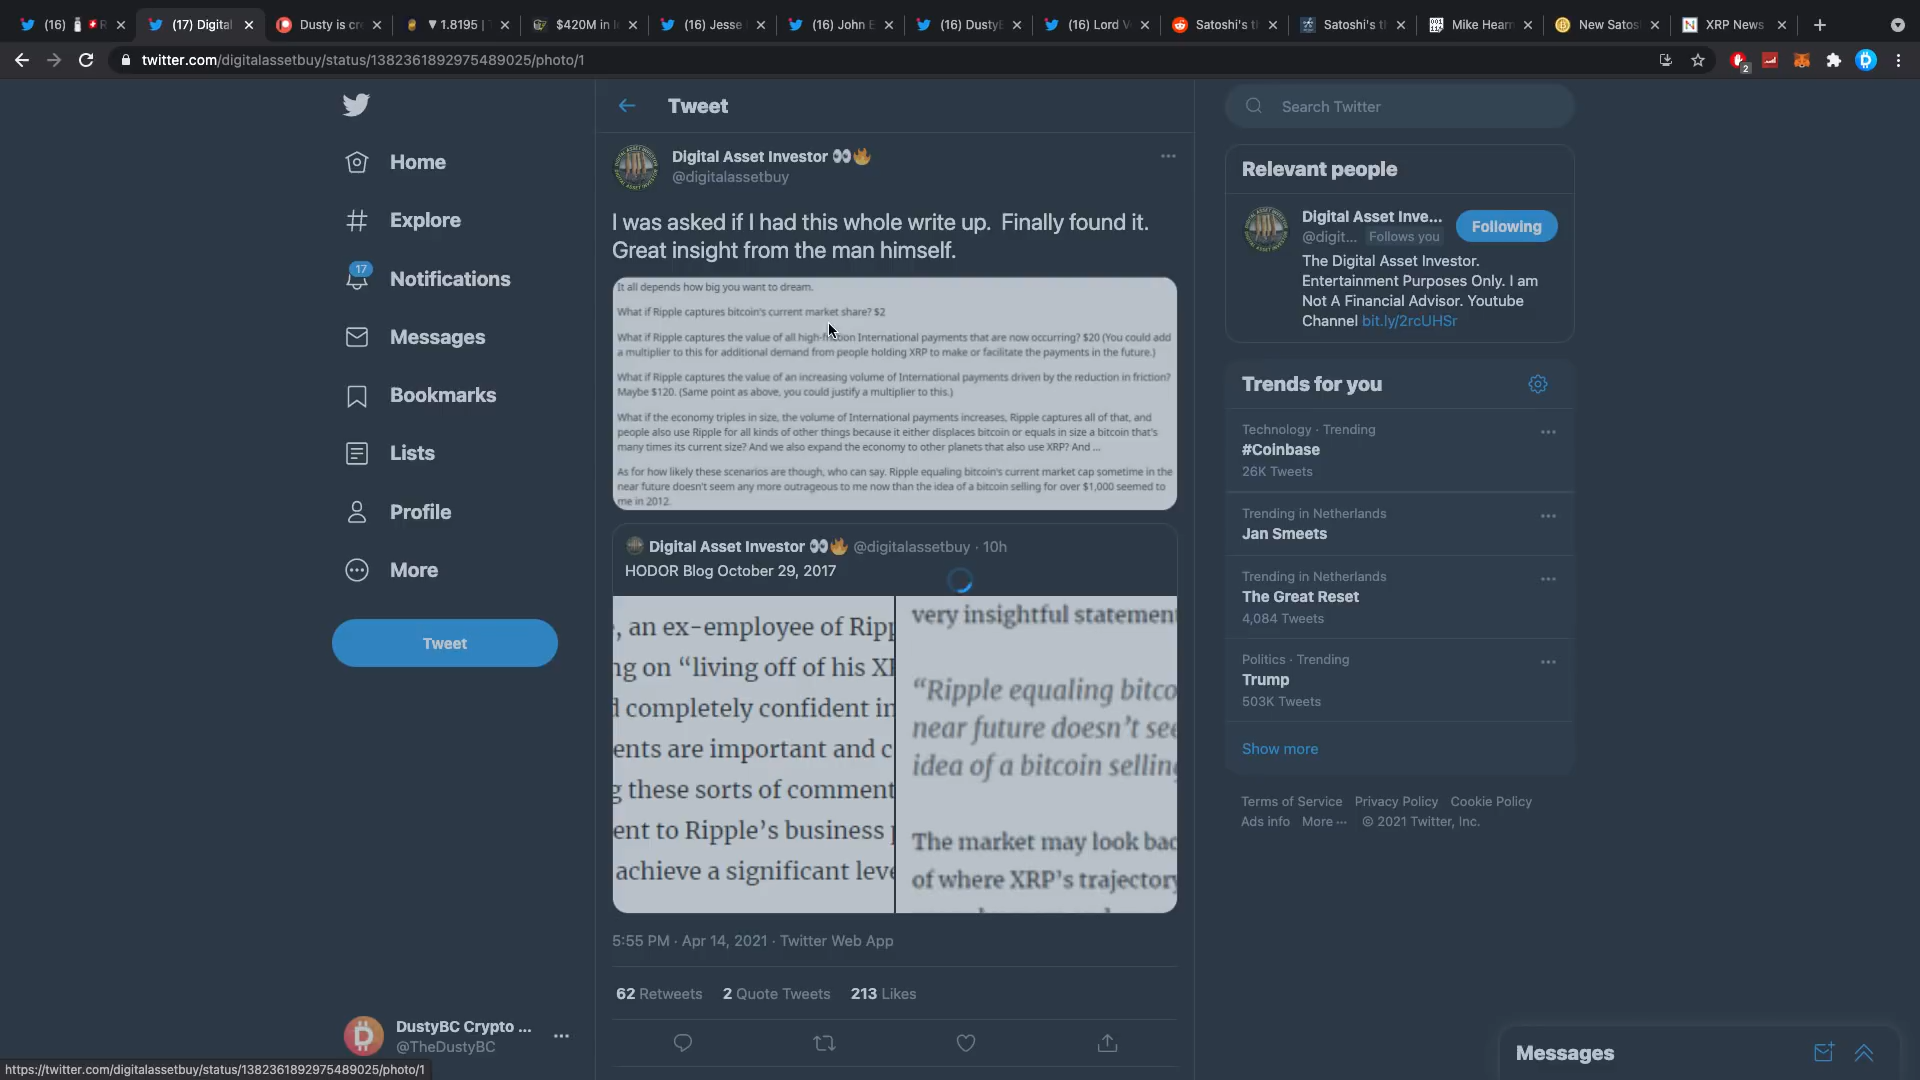 (16)
(17) Digital
Dusty is cr
▼ 1.8195 |
$420M in
(16) Jesse
(16) John E
(16) DustyB
(16) Lord V
Satoshi's t
Satoshi's t
Mike Hearn
New Satos
XRP News
twitter.com/digitalassetbuy/status/1382361892975489025/photo/1
2
Home
Explore
17
Notifications
Messages
Bookmarks
Lists
Profile
More
Tweet
DustyBC Crypto ...
@TheDustyBC
https://twitter.com/digitalassetbuy/status/1382361892975489025/photo/1
Tweet
Digital Asset Investor 👀🔥
@digitalassetbuy
I was asked if I had this whole write up. Finally found it.
Great insight from the man himself.
It all depends how big you want to dream.
What if Ripple captures bitcoin's current market share? $2
What if Ripple captures the value of all high-friction International payments that are now occurring? $20 (You could add
a multiplier to this for additional demand from people holding XRP to make or facilitate the payments in the future.)
What if Ripple captures the value of an increasing volume of International payments driven by the reduction in friction?
Maybe $120. (Same point as above, you could justify a multiplier to this.)
What if the economy triples in size, the volume of International payments increases, Ripple captures all of that, and
people also use Ripple for all kinds of other things because it either displaces bitcoin or equals in size a bitcoin that's
many times its current size? And we also expand the economy to other planets that also use XRP? And ...
As for how likely these scenarios are though, who can say. Ripple equaling bitcoin's current market cap sometime in the
near future doesn't seem any more outrageous to me now than the idea of a bitcoin selling for over $1,000 seemed to
me in 2012.
Digital Asset Investor 👀🔥 @digitalassetbuy · 10h
HODOR Blog October 29, 2017
, an ex-employee of Ripp
ng on “living off of his XR
d completely confident in
ents are important and c
g these sorts of comment
ent to Ripple’s business p
achieve a significant leve
very insightful statement
“Ripple equaling bitco
near future doesn’t see
idea of a bitcoin selling
The market may look bac
of where XRP’s trajectory
5:55 PM · Apr 14, 2021 · Twitter Web App
62 Retweets 2 Quote Tweets 213 Likes
Search Twitter
Relevant people
Digital Asset Inve...
@digit... Follows you
Following
The Digital Asset Investor.
Entertainment Purposes Only. I am
Not A Financial Advisor. Youtube
Channel bit.ly/2rcUHSr
Trends for you
Technology · Trending
#Coinbase
26K Tweets
Trending in Netherlands
Jan Smeets
Trending in Netherlands
The Great Reset
4,084 Tweets
Politics · Trending
Trump
503K Tweets
Show more
Terms of Service Privacy Policy Cookie Policy
Ads info More ··· © 2021 Twitter, Inc.
Messages